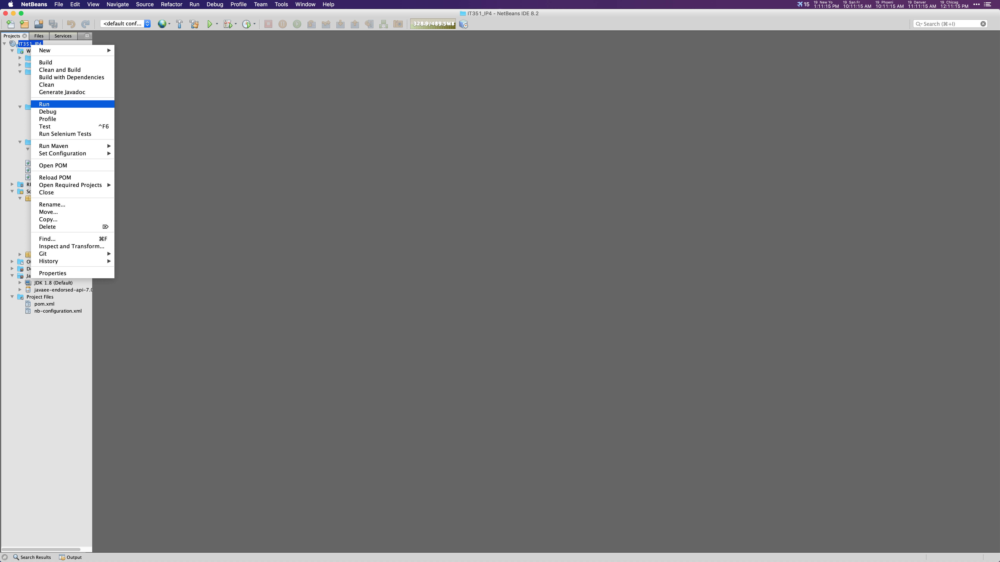 NetBeans File Edit View Navigate Source Refactor Run Debug Profile Team Tools Window Help
15
19 New Yo 19 San Fr 19 Phoeni 19 Denver 19 Chicag
1:11:15 PM 10:11:15 AM 10:11:15 AM 11:11:15 AM 12:11:15 PM
IT351_IP4 - NetBeans IDE 8.2
<default conf...
328.9/489.5MB
Search (⌘+I)
Projects Files Services
IT351_IP4
New
Build
Clean and Build
Build with Dependencies
Clean
Generate Javadoc
Run
Debug
Profile
Test ^F6
Run Selenium Tests
Run Maven
Set Configuration
Open POM
Reload POM
Open Required Projects
Close
Rename...
Move...
Copy...
Delete ⌦
Find... ⌘F
Inspect and Transform...
Git
History
Properties
JDK 1.8 (Default)
javaee-endorsed-api-7.0
Project Files
pom.xml
nb-configuration.xml
Search Results Output